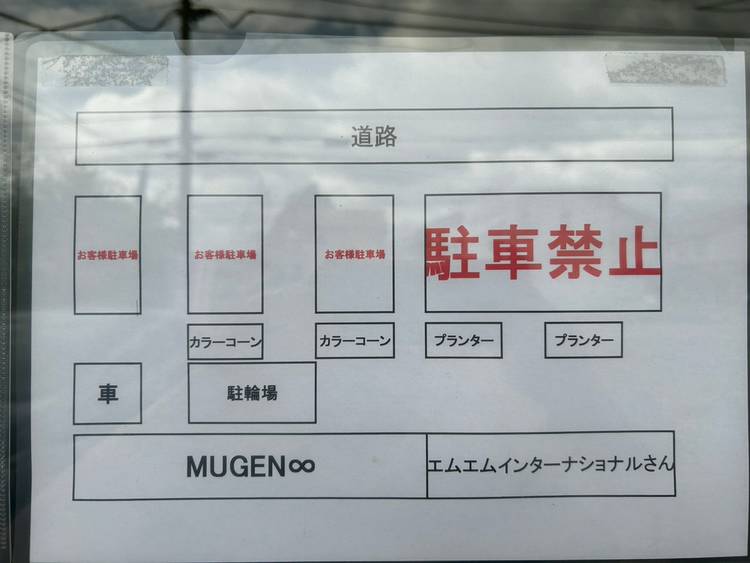 道路
お客様駐車場
お客様駐車場
お客様駐車場
駐車禁止
カラーコーン
カラーコーン
プランター
プランター
車
駐輪場
MUGEN∞
エムエムインターナショナルさん